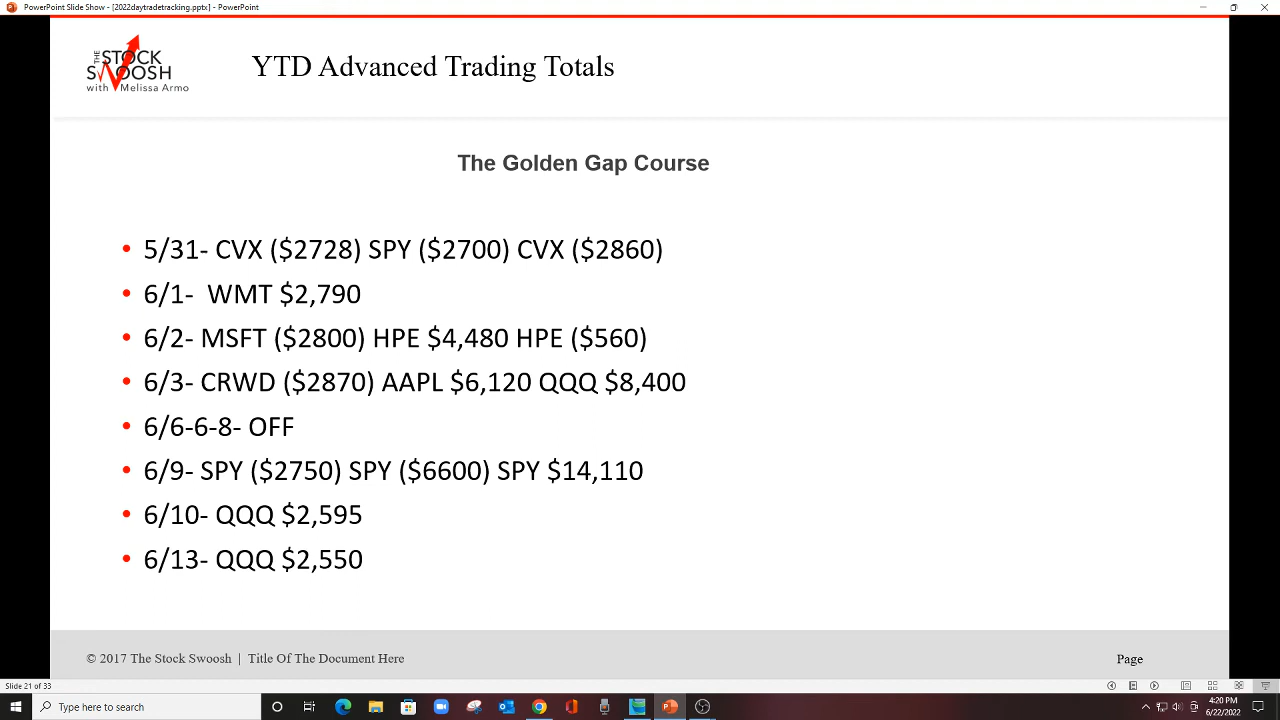 PowerPoint Slide Show - [2022daytradetracking.pptx] - PowerPoint
THE
STOCK
SWOOSH
with Melissa Armo
YTD Advanced Trading Totals
The Golden Gap Course
• 5/31- CVX ($2728) SPY ($2700) CVX ($2860)
• 6/1-  WMT $2,790
• 6/2- MSFT ($2800) HPE $4,480 HPE ($560)
• 6/3- CRWD ($2870) AAPL $6,120 QQQ $8,400
• 6/6-6-8- OFF
• 6/9- SPY ($2750) SPY ($6600) SPY $14,110
• 6/10- QQQ $2,595
• 6/13- QQQ $2,550
© 2017 The Stock Swoosh | Title Of The Document Here
Page
Slide 21 of 33
Type here to search
4:20 PM
6/22/2022